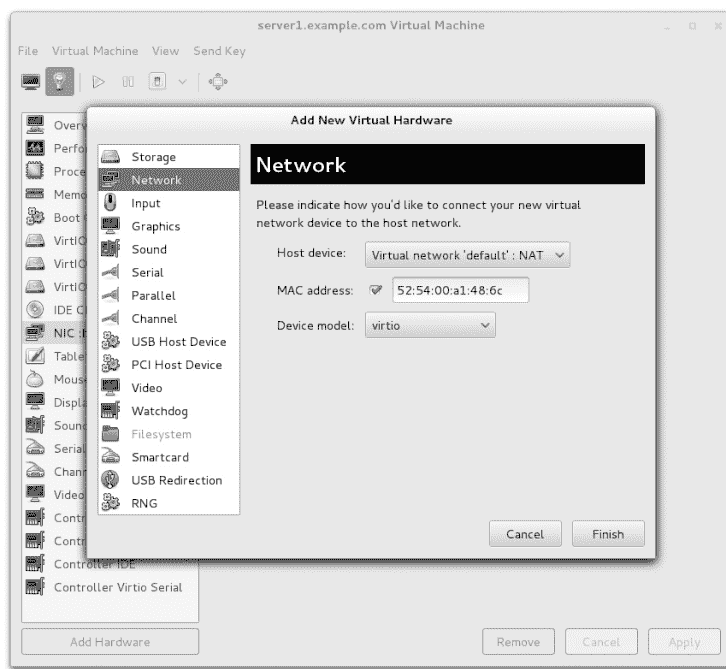 server1.example.com Virtual Machine
File Virtual Machine View Send Key
Add New Virtual Hardware
Storage
Network
Input
Graphics
Sound
Serial
Parallel
Channel
USB Host Device
PCI Host Device
Video
Watchdog
Filesystem
Smartcard
USB Redirection
RNG
Network
Please indicate how you'd like to connect your new virtual
network device to the host network.
Host device: Virtual network 'default' : NAT
MAC address: 52:54:00:a1:48:6c
Device model: virtio
Cancel Finish
Boot
IDE
NIC
Video
Controller IDE
Controller Virtio Serial
Add Hardware
Remove Cancel Apply